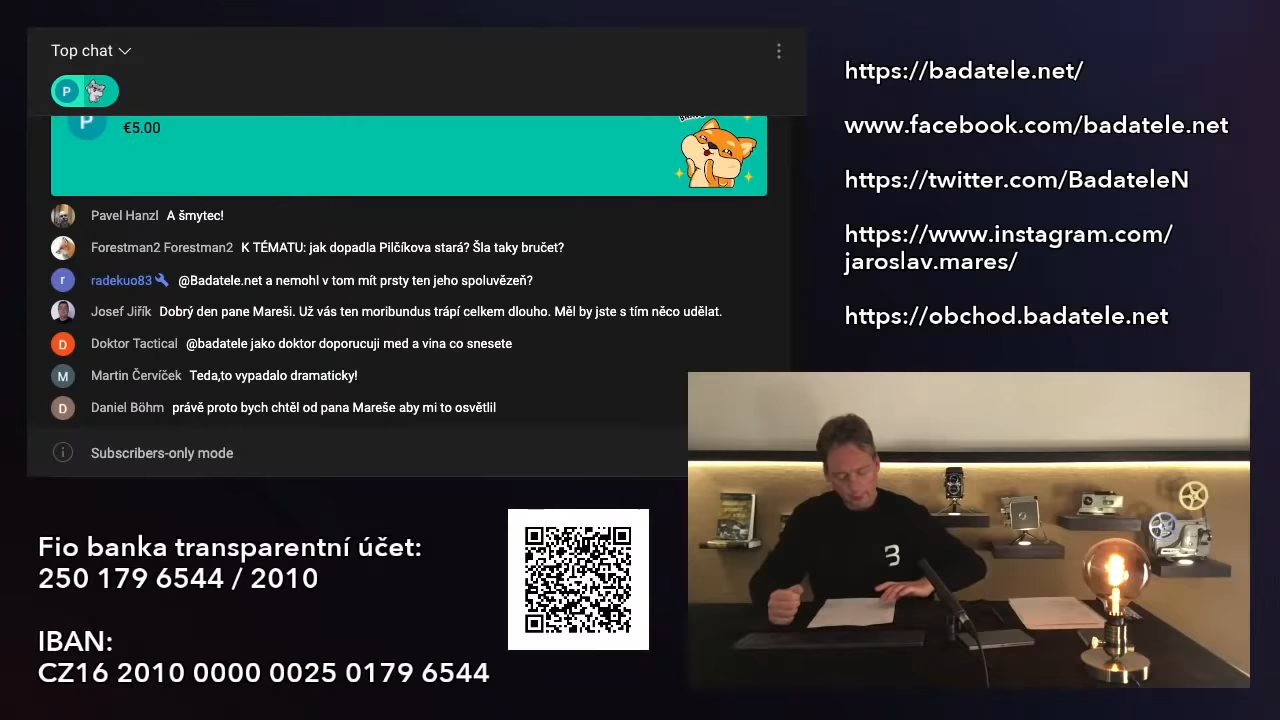 Top chat
P
P
€5.00
Pavel Hanzl A šmytec!
Forestman2 Forestman2 K TÉMATU: jak dopadla Pilčíkova stará? Šla taky bručet?
r radekuo83 @Badatele.net a nemohl v tom mít prsty ten jeho spoluvězeň?
Josef Jiřík Dobrý den pane Mareši. Už vás ten moribundus trápí celkem dlouho. Měl by jste s tím něco udělat.
D Doktor Tactical @badatele jako doktor doporucuji med a vina co snesete
M Martin Červíček Teda,to vypadalo dramaticky!
D Daniel Böhm právě proto bych chtěl od pana Mareše aby mi to osvětlil
Subscribers-only mode
https://badatele.net/
www.facebook.com/badatele.net
https://twitter.com/BadateleN
https://www.instagram.com/
jaroslav.mares/
https://obchod.badatele.net
Fio banka transparentní účet:
250 179 6544 / 2010
IBAN:
CZ16 2010 0000 0025 0179 6544